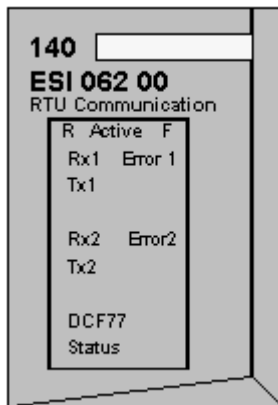 140
ESI 062 00
RTU Communication
R Active F
Rx1 Error 1
Tx1
Rx2 Error2
Tx2
DCF77
Status